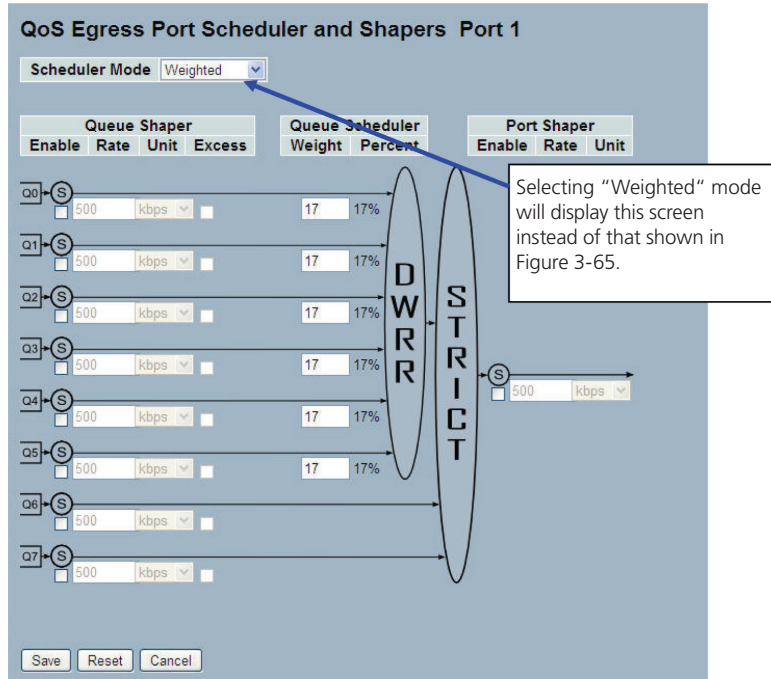 QoS Egress Port Scheduler and Shapers Port 1
Scheduler Mode Weighted
Queue Shaper Queue Scheduler Port Shaper
Enable Rate Unit Excess Weight Percent Enable Rate Unit
Selecting “Weighted“ mode
will display this screen
instead of that shown in
Figure 3-65.
Q0 S
500 kbps 17 17%
Q1 S
500 kbps 17 17%
Q2 S
500 kbps 17 17%
Q3 S
500 kbps 17 17%
Q4 S
500 kbps 17 17%
Q5 S
500 kbps 17 17%
Q6 S
500 kbps
Q7 S
500 kbps
DWRR
STRICT
S
500 kbps
Save Reset Cancel